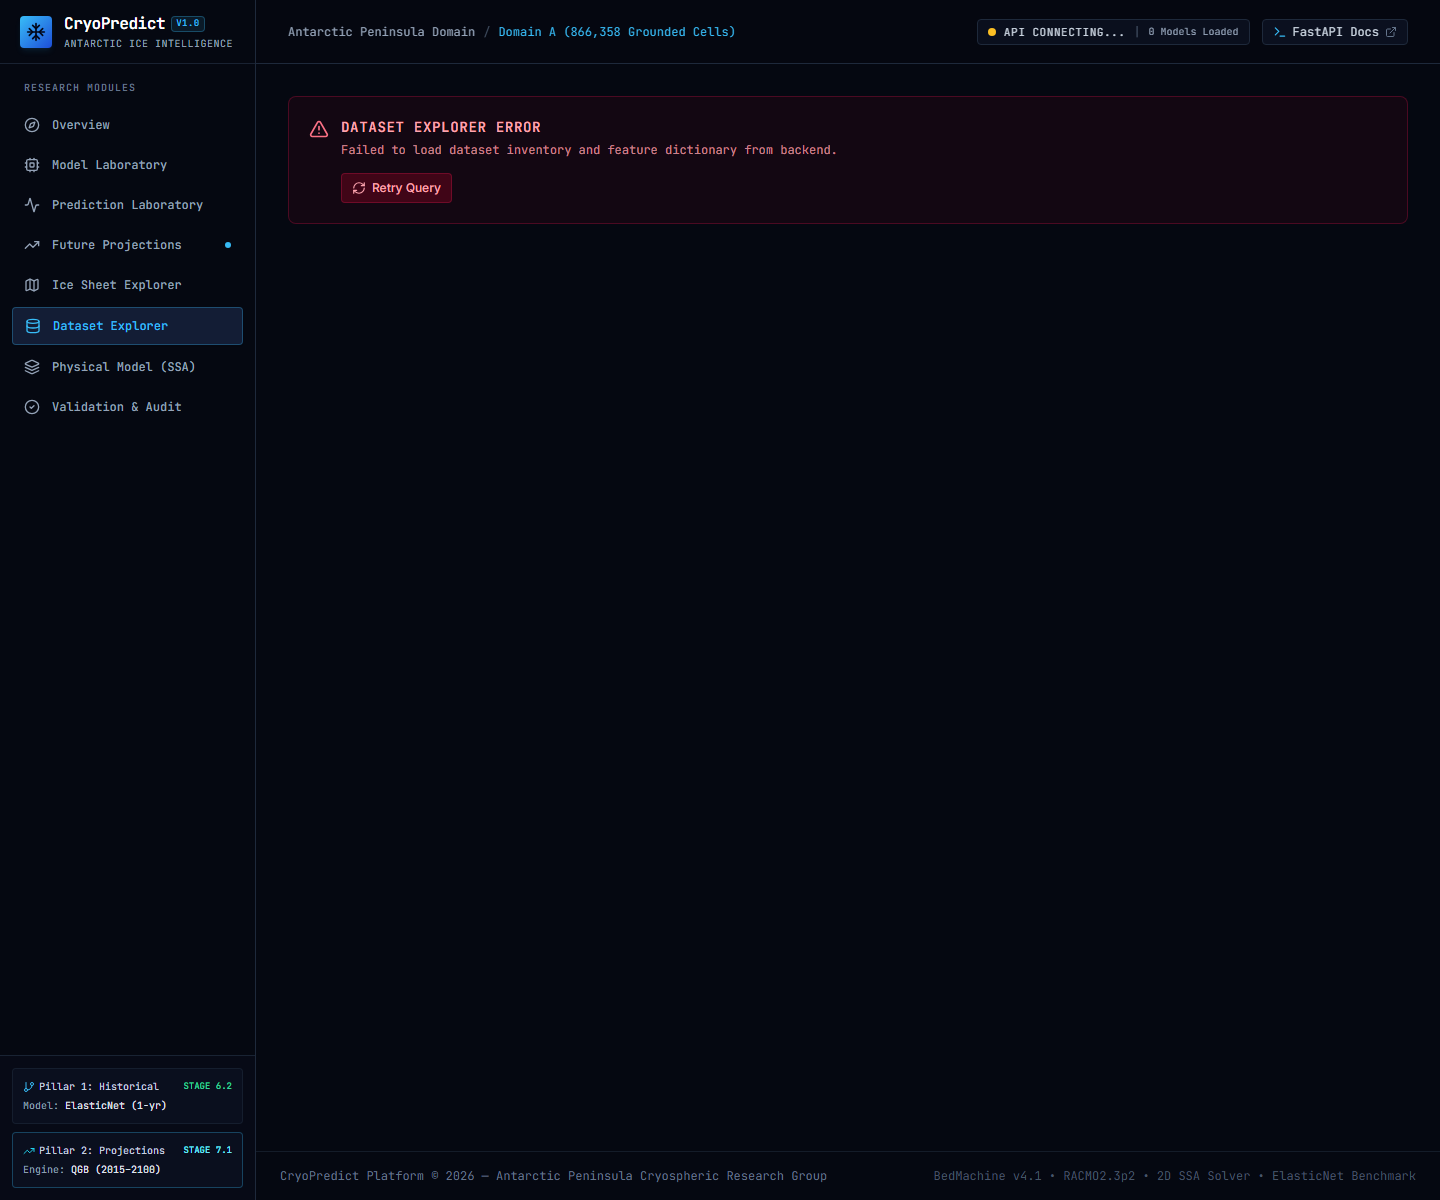 CryoPredict V1.0
ANTARCTIC ICE INTELLIGENCE
Antarctic Peninsula Domain / Domain A (866,358 Grounded Cells)
API CONNECTING... | 0 Models Loaded
FastAPI Docs
RESEARCH MODULES
Overview
Model Laboratory
Prediction Laboratory
Future Projections
Ice Sheet Explorer
Dataset Explorer
Physical Model (SSA)
Validation & Audit
DATASET EXPLORER ERROR
Failed to load dataset inventory and feature dictionary from backend.
Retry Query
Pillar 1: Historical STAGE 6.2
Model: ElasticNet (1-yr)
Pillar 2: Projections STAGE 7.1
Engine: QGB (2015–2100)
CryoPredict Platform © 2026 — Antarctic Peninsula Cryospheric Research Group
BedMachine v4.1 • RACMO2.3p2 • 2D SSA Solver • ElasticNet Benchmark